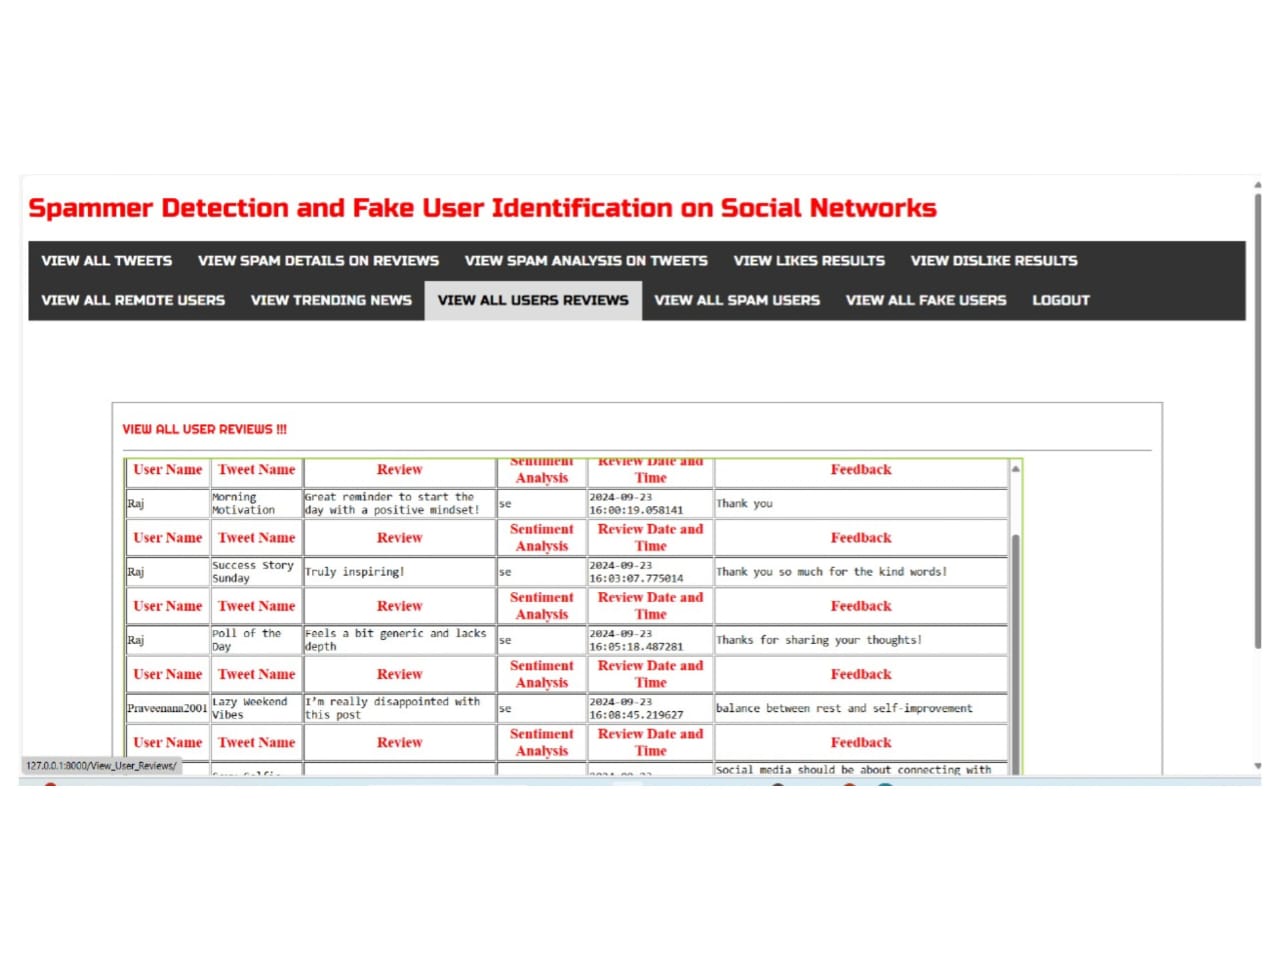 Spammer Detection and Fake User Identification on Social Networks
VIEW ALL TWEETS VIEW SPAM DETAILS ON REVIEWS VIEW SPAM ANALYSIS ON TWEETS VIEW LIKES RESULTS VIEW DISLIKE RESULTS
VIEW ALL REMOTE USERS VIEW TRENDING NEWS VIEW ALL USERS REVIEWS VIEW ALL SPAM USERS VIEW ALL FAKE USERS LOGOUT
VIEW ALL USER REVIEWS !!!
User Name Tweet Name Review Sentiment Analysis Review Date and Time Feedback
Raj Morning Motivation Great reminder to start the day with a positive mindset! se 2024-09-23 16:00:19.058141 Thank you
User Name Tweet Name Review Sentiment Analysis Review Date and Time Feedback
Raj Success Story Sunday Truly inspiring! se 2024-09-23 16:03:07.775014 Thank you so much for the kind words!
User Name Tweet Name Review Sentiment Analysis Review Date and Time Feedback
Raj Poll of the Day Feels a bit generic and lacks depth se 2024-09-23 16:05:18.487281 Thanks for sharing your thoughts!
User Name Tweet Name Review Sentiment Analysis Review Date and Time Feedback
Praveenana2001 Lazy Weekend Vibes I'm really disappointed with this post se 2024-09-23 16:08:45.219627 balance between rest and self-improvement
User Name Tweet Name Review Sentiment Analysis Review Date and Time Feedback
Social media should be about connecting with
127.0.0.1:8000/View_User_Reviews/